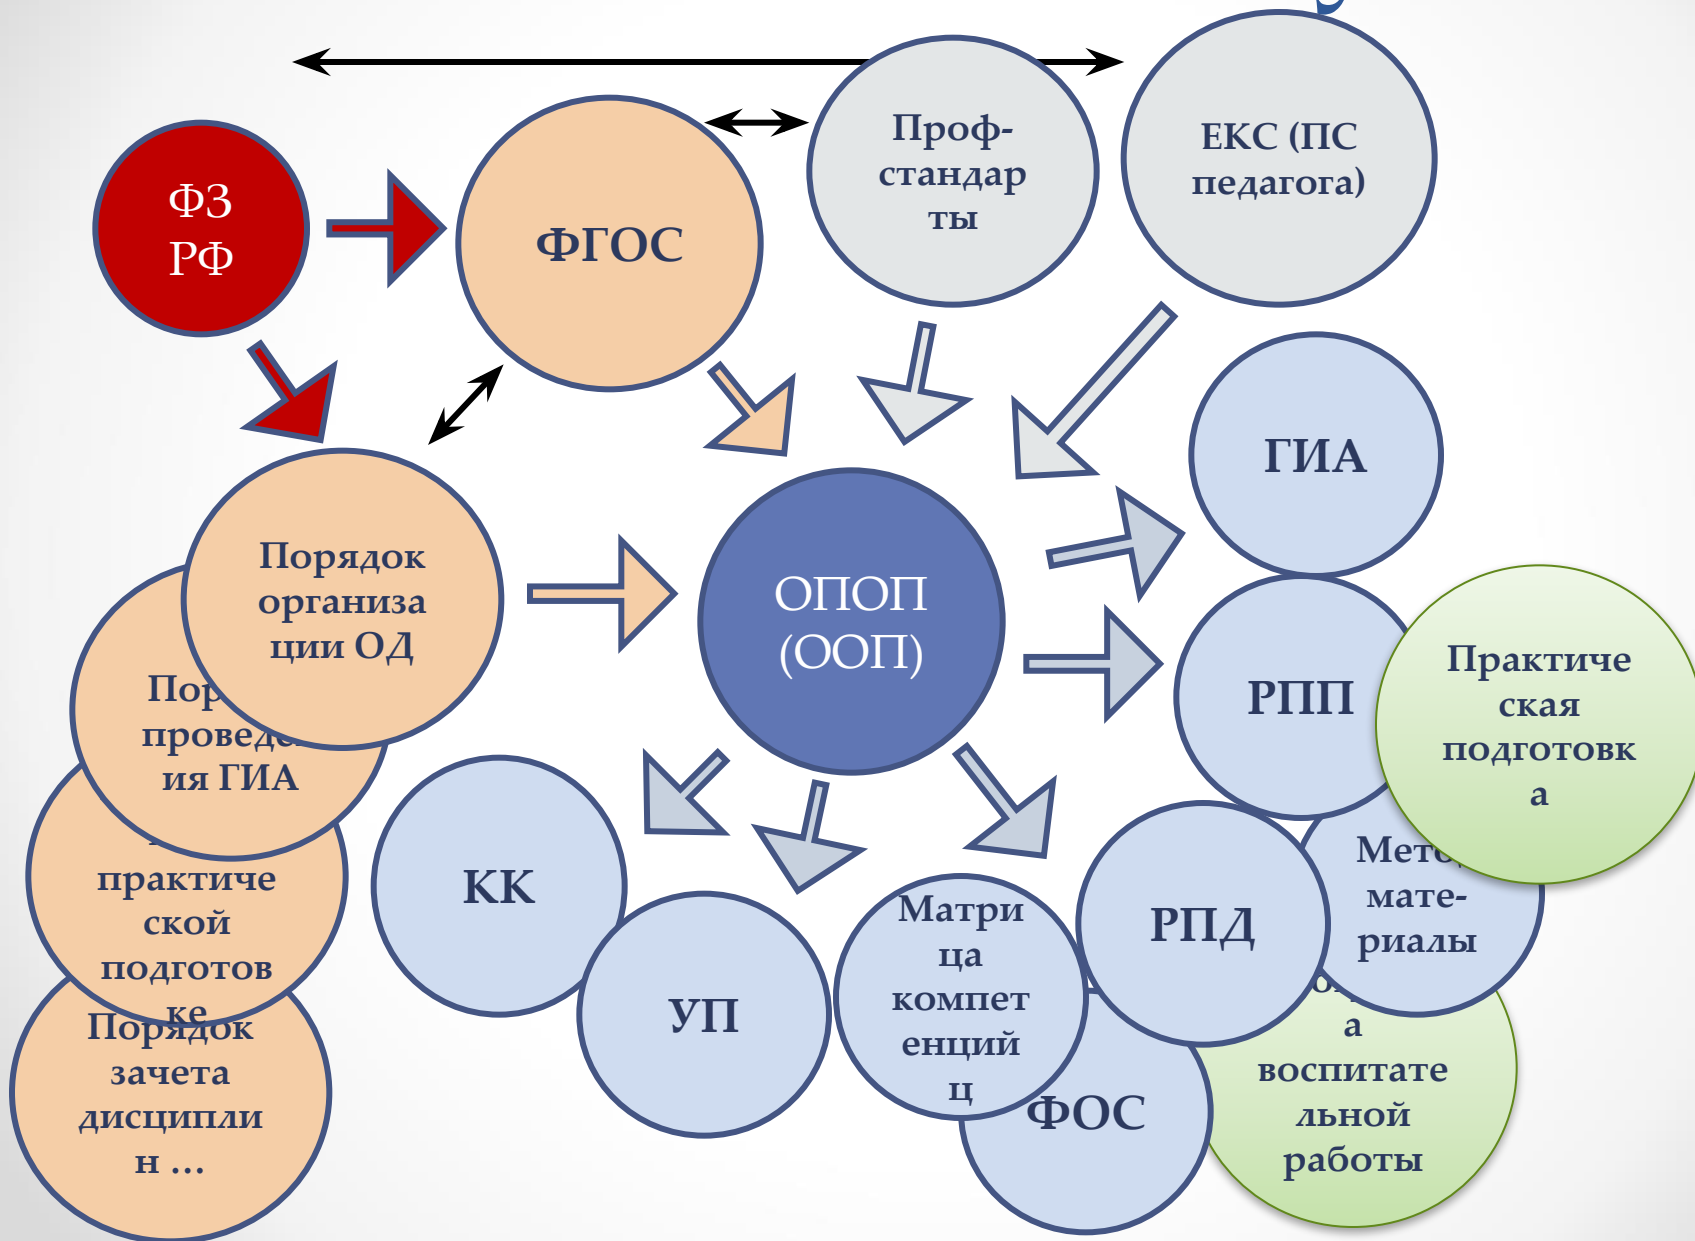 ФЗ
РФ
ФГОС
Проф-
стандар
ты
ЕКС (ПС
педагога)
ГИА
Порядок
организа
ции ОД
ОПОП
(ООП)
РПП
Практиче
ская
подготовк
а
ия ГИА
практиче
ской
подготов
ке
Порядок
зачета
дисципли
н ...
КК
УП
Матри
ца
компет
енций
ц
РПД
мате-
риалы
ФОС
а
воспитате
льной
работы